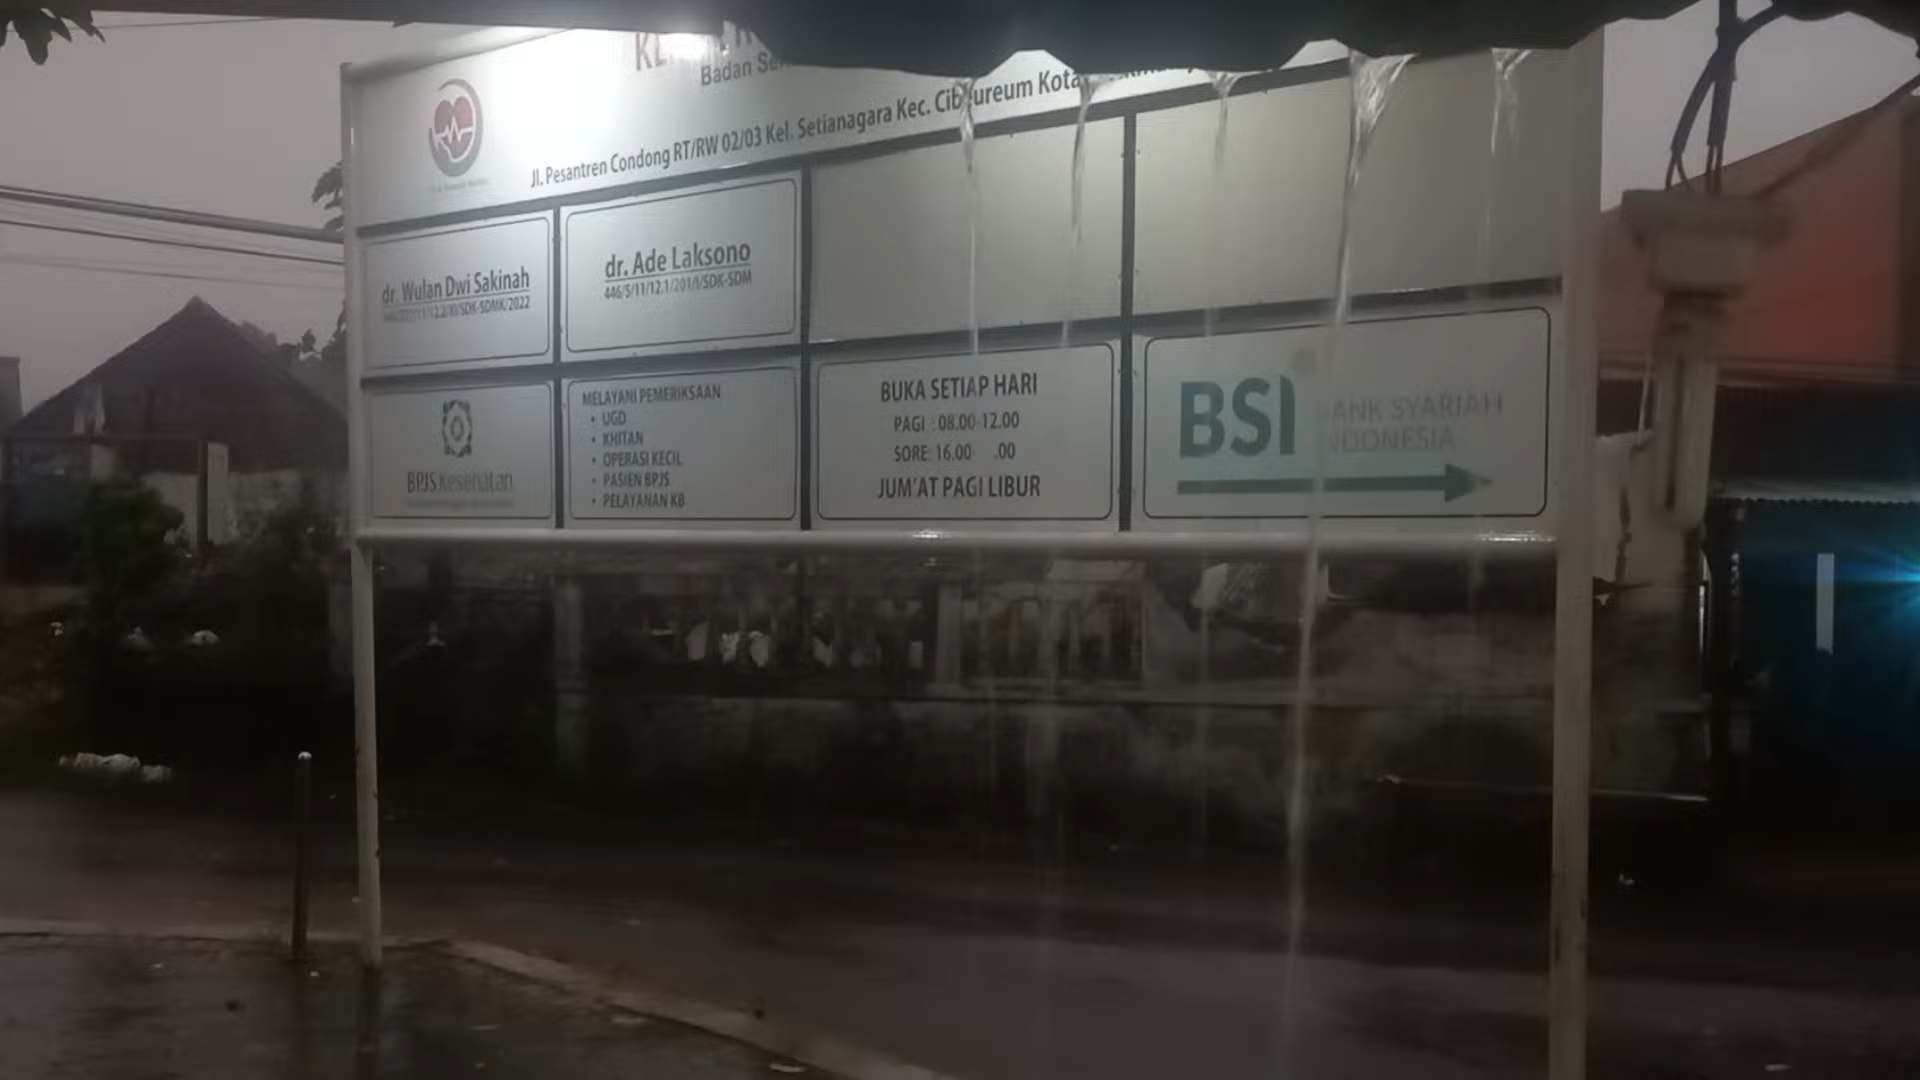 Badan
Jl. Pesantren Condong RT/RW 02/03 Kel. Setianagara Kec. Cibeureum Kota
dr. Wulan Dwi Sakinah
dr. Ade Laksono
446/5/11/12.1/201/I/SDK-SDM
BPJS Kesehatan
MELAYANI PEMERIKSAAN
• UGD
• KHITAN
• OPERASI KECIL
• PASIEN BPJS
• PELAYANAN KB
BUKA SETIAP HARI
PAGI : 08.00-12.00
SORE: 16.00 .00
JUM'AT PAGI LIBUR
BSI BANK SYARIAH
INDONESIA